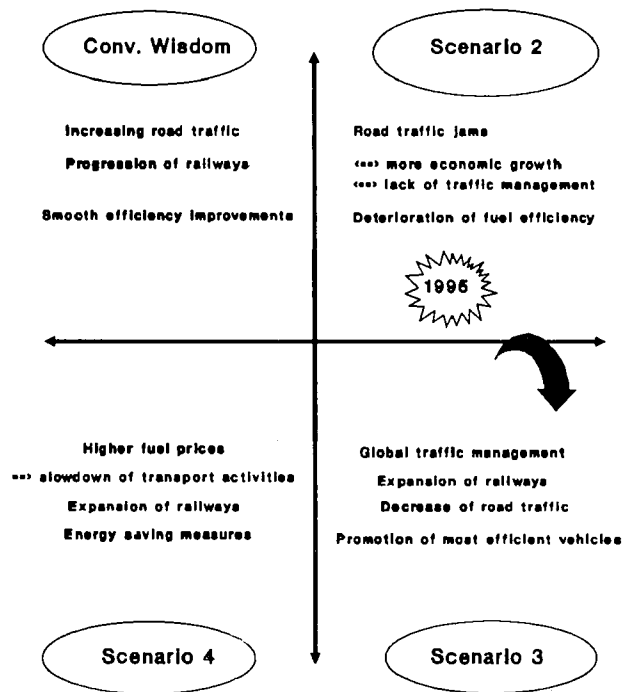 Conv. Wisdom
Increasing road traffic
Progression of railways
Smooth efficiency improvements
Scenario 2
Road traffic jams
<==> more economic growth
<==> lack of traffic management
Deterioration of fuel efficiency
1995
Higher fuel prices
==> slowdown of transport activities
Expansion of railways
Energy saving measures
Scenario 4
Global traffic management
Expansion of railways
Decrease of road traffic
Promotion of most efficient vehicles
Scenario 3